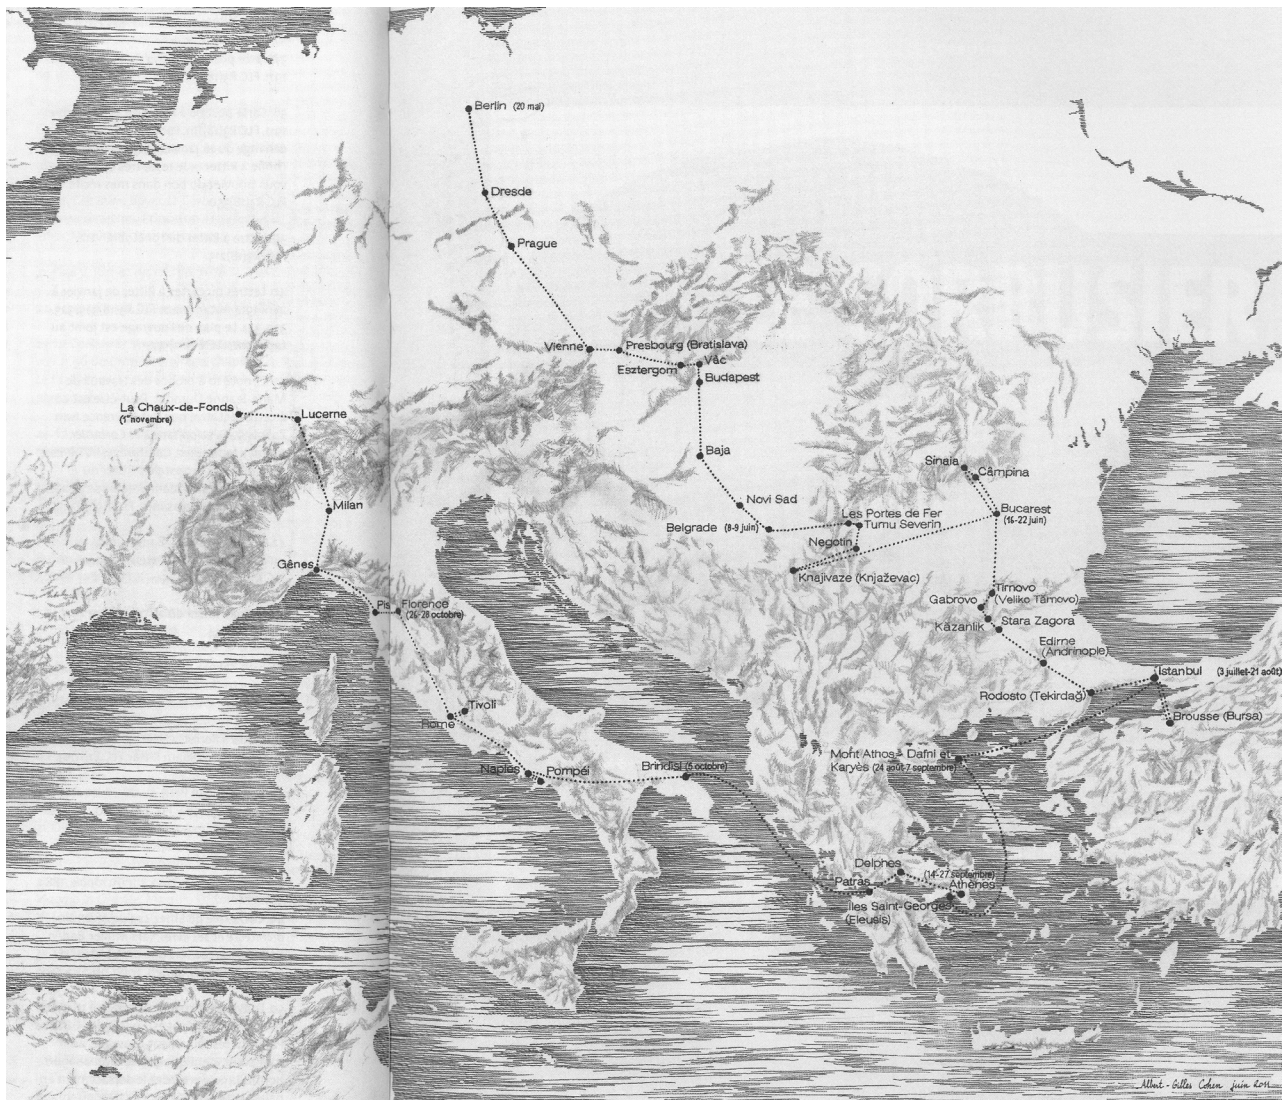 Berlin (20 mai)
Dresde
Prague
Vienne
Presbourg (Bratislava)
Esztergom
Vác
Budapest
La Chaux-de-Fonds
(1er novembre)
Lucerne
Baja
Sinaia
Câmpina
Milan
Novi Sad
Belgrade (8-9 juin)
Les Portes de Fer
Turnu Severin
Bucarest
(16-22 juin)
Negotin
Gênes
Knajivaze (Knjaževac)
Pis
Florence
(26-28 octobre)
Tirnovo
(Veliko Tărnovo)
Gabrovo
Kăzanlik
Stara Zagora
Edirne
(Andrinople)
Istanbul (3 juillet-21 août)
Rodosto (Tekirdağ)
Tivoli
Rome
Brousse (Bursa)
Mont Athos - Dafni et
Karyès (24 août-7 septembre)
Naples
Pompéi
Brindisi (5 octobre)
Delphes
(14-27 septembre)
Patras
Athènes
îles Saint-Georges
(Eleusis)
Albert-Gilles Cohen juin 2011